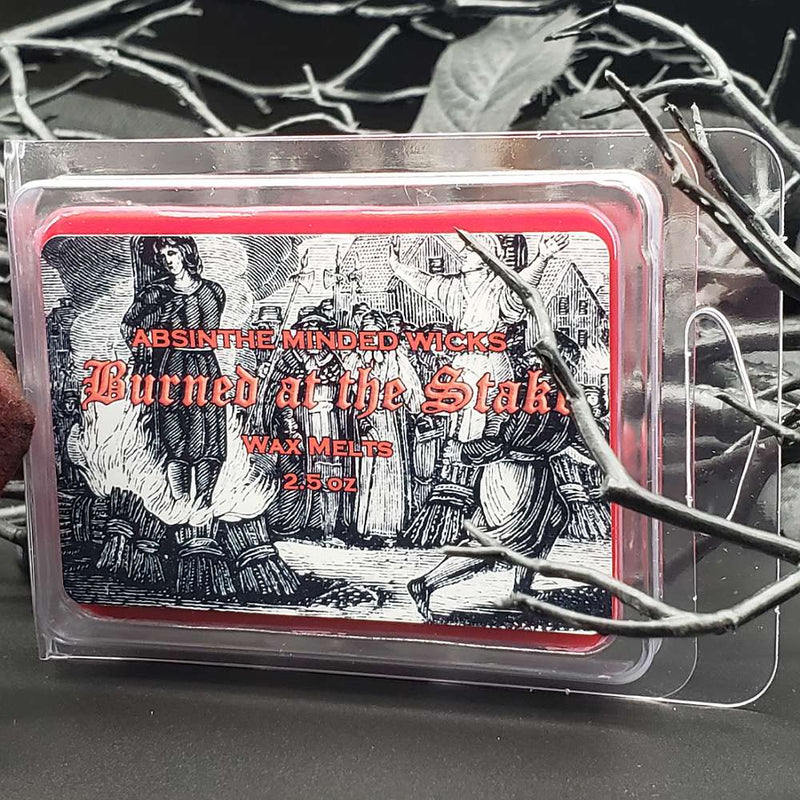 ABSINTHE MINDED WICKS
Burned at the Stake
WAX MELTS
2.5 oz